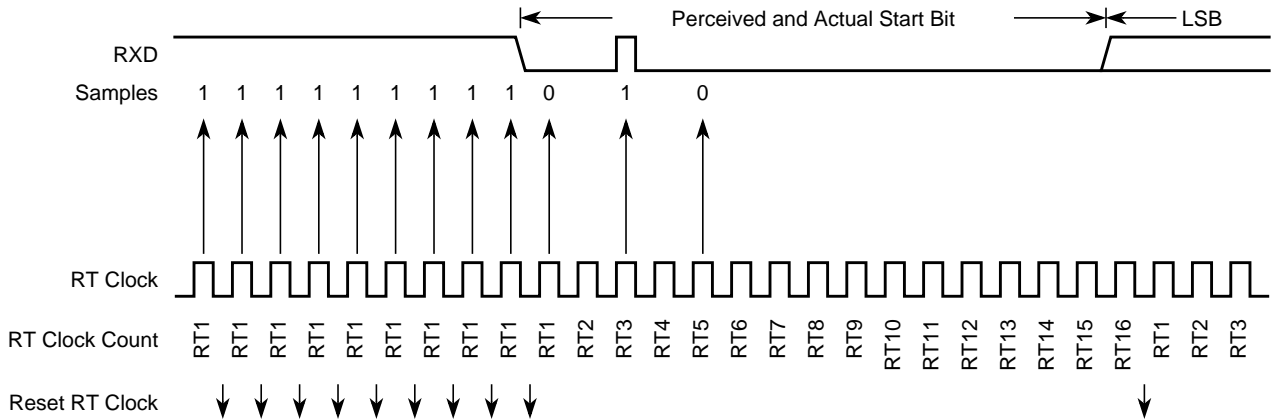 Perceived and Actual Start Bit LSB
RXD
Samples 1 1 1 1 1 1 1 1 1 0 1 0
RT Clock
RT Clock Count RT1 RT1 RT1 RT1 RT1 RT1 RT1 RT1 RT1 RT1 RT2 RT3 RT4 RT5 RT6 RT7 RT8 RT9 RT10 RT11 RT12 RT13 RT14 RT15 RT16 RT1 RT2 RT3
Reset RT Clock